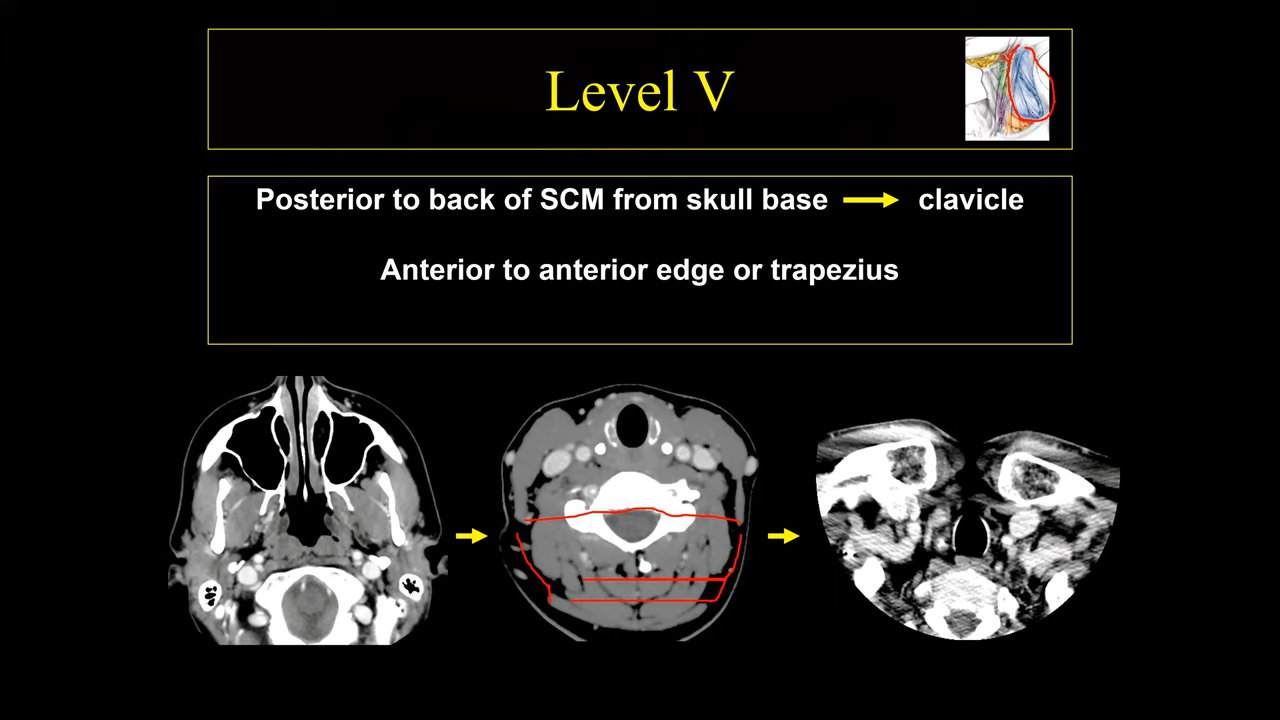 Level V
Posterior to back of SCM from skull base clavicle
Anterior to anterior edge or trapezius